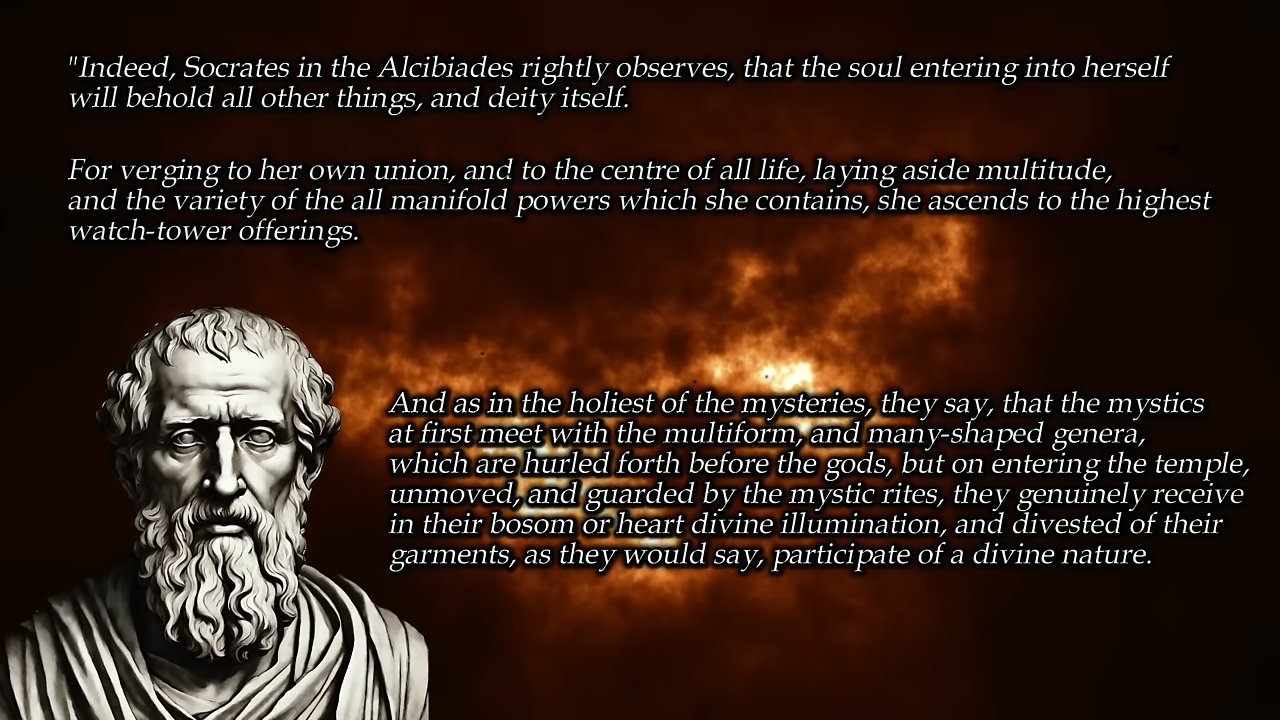 "Indeed, Socrates in the Alcibiades rightly observes, that the soul entering into herself
will behold all other things, and deity itself.
For verging to her own union, and to the centre of all life, laying aside multitude,
and the variety of the all manifold powers which she contains, she ascends to the highest
watch-tower offerings.
And as in the holiest of the mysteries, they say, that the mystics
at first meet with the multiform, and many-shaped genera,
which are hurled forth before the gods, but on entering the temple,
unmoved, and guarded by the mystic rites, they genuinely receive
in their bosom or heart divine illumination, and divested of their
garments, as they would say, participate of a divine nature.